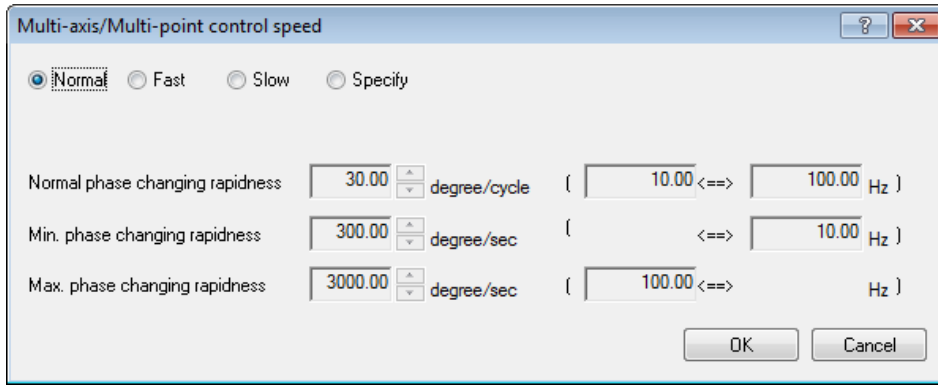 Multi-axis/Multi-point control speed
Normal Fast Slow Specify
Normal phase changing rapidness 30.00 degree/cycle ( 10.00 <==> 100.00 Hz )
Min. phase changing rapidness 300.00 degree/sec ( <==> 10.00 Hz )
Max. phase changing rapidness 3000.00 degree/sec ( 100.00 <==> Hz )
OK Cancel